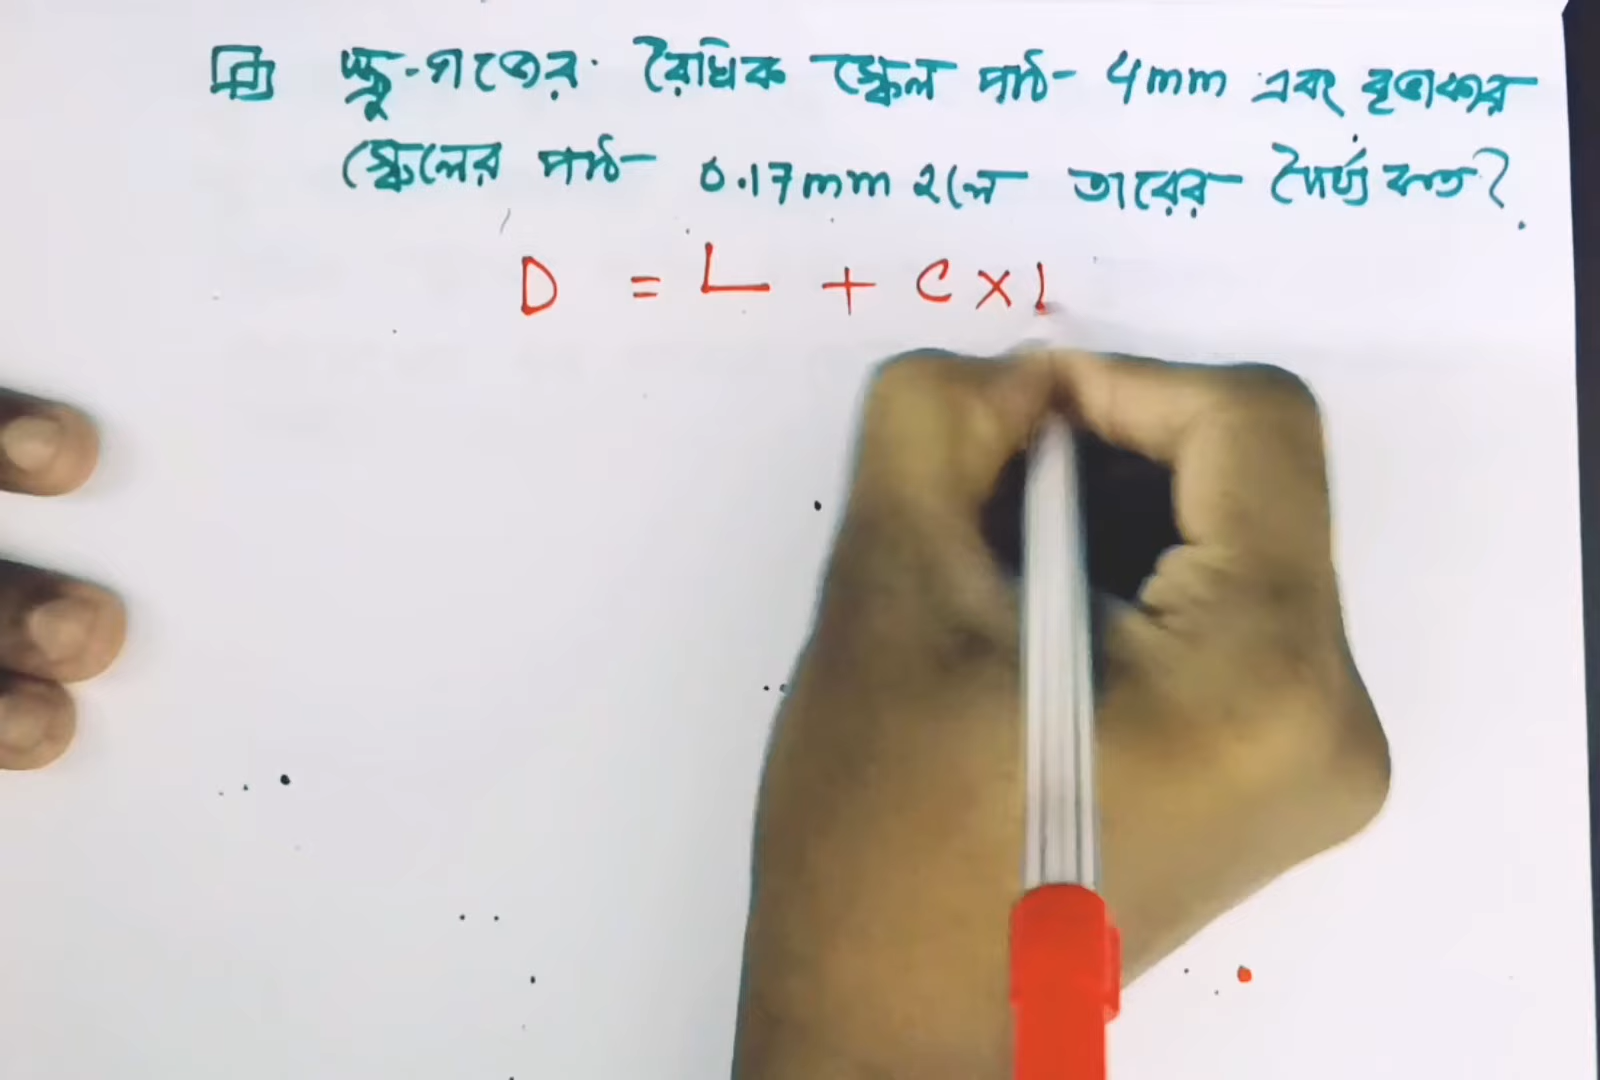 স্ক্রু-গজের রৈখিক স্কেল পাঠ- 4mm এবং বৃত্তাকার
স্কেলের পাঠ- 0.17mm হলে তারের দৈর্ঘ্য কত?
D = L + C ×